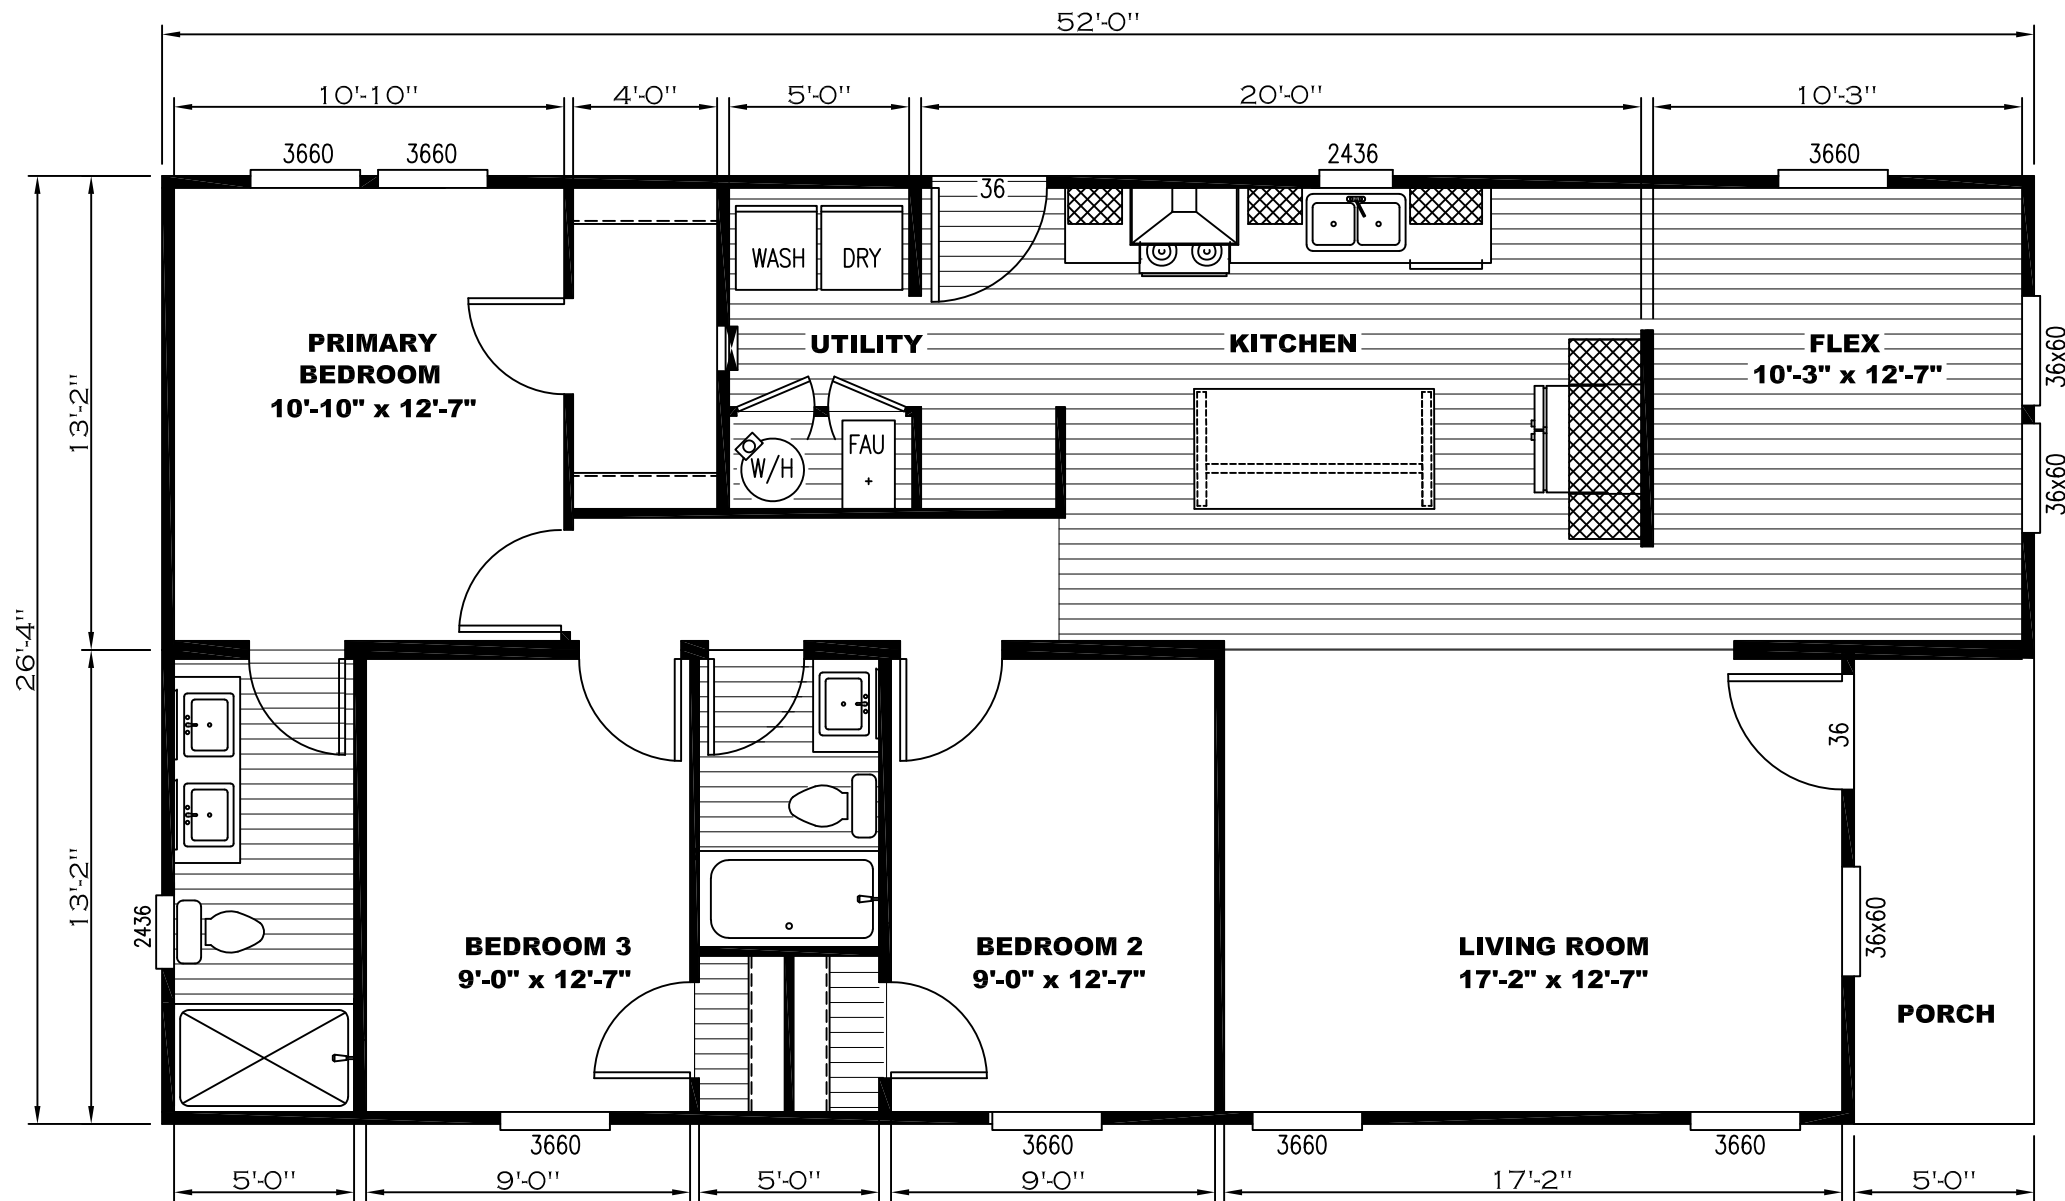 52'-0"
10'-10"
4'-0"
5'-0"
20'-0"
10'-3"
3660
3660
2436
3660
36
WASH
DRY
PRIMARY
BEDROOM
10'-10" x 12'-7"
UTILITY
KITCHEN
FLEX
10'-3" x 12'-7"
36x60
36x60
13'-2"
W/H
FAU
+
26'-4"
13'-2"
36
2436
36x60
BEDROOM 3
9'-0" x 12'-7"
BEDROOM 2
9'-0" x 12'-7"
LIVING ROOM
17'-2" x 12'-7"
PORCH
3660
3660
3660
3660
5'-0"
9'-0"
5'-0"
9'-0"
17'-2"
5'-0"